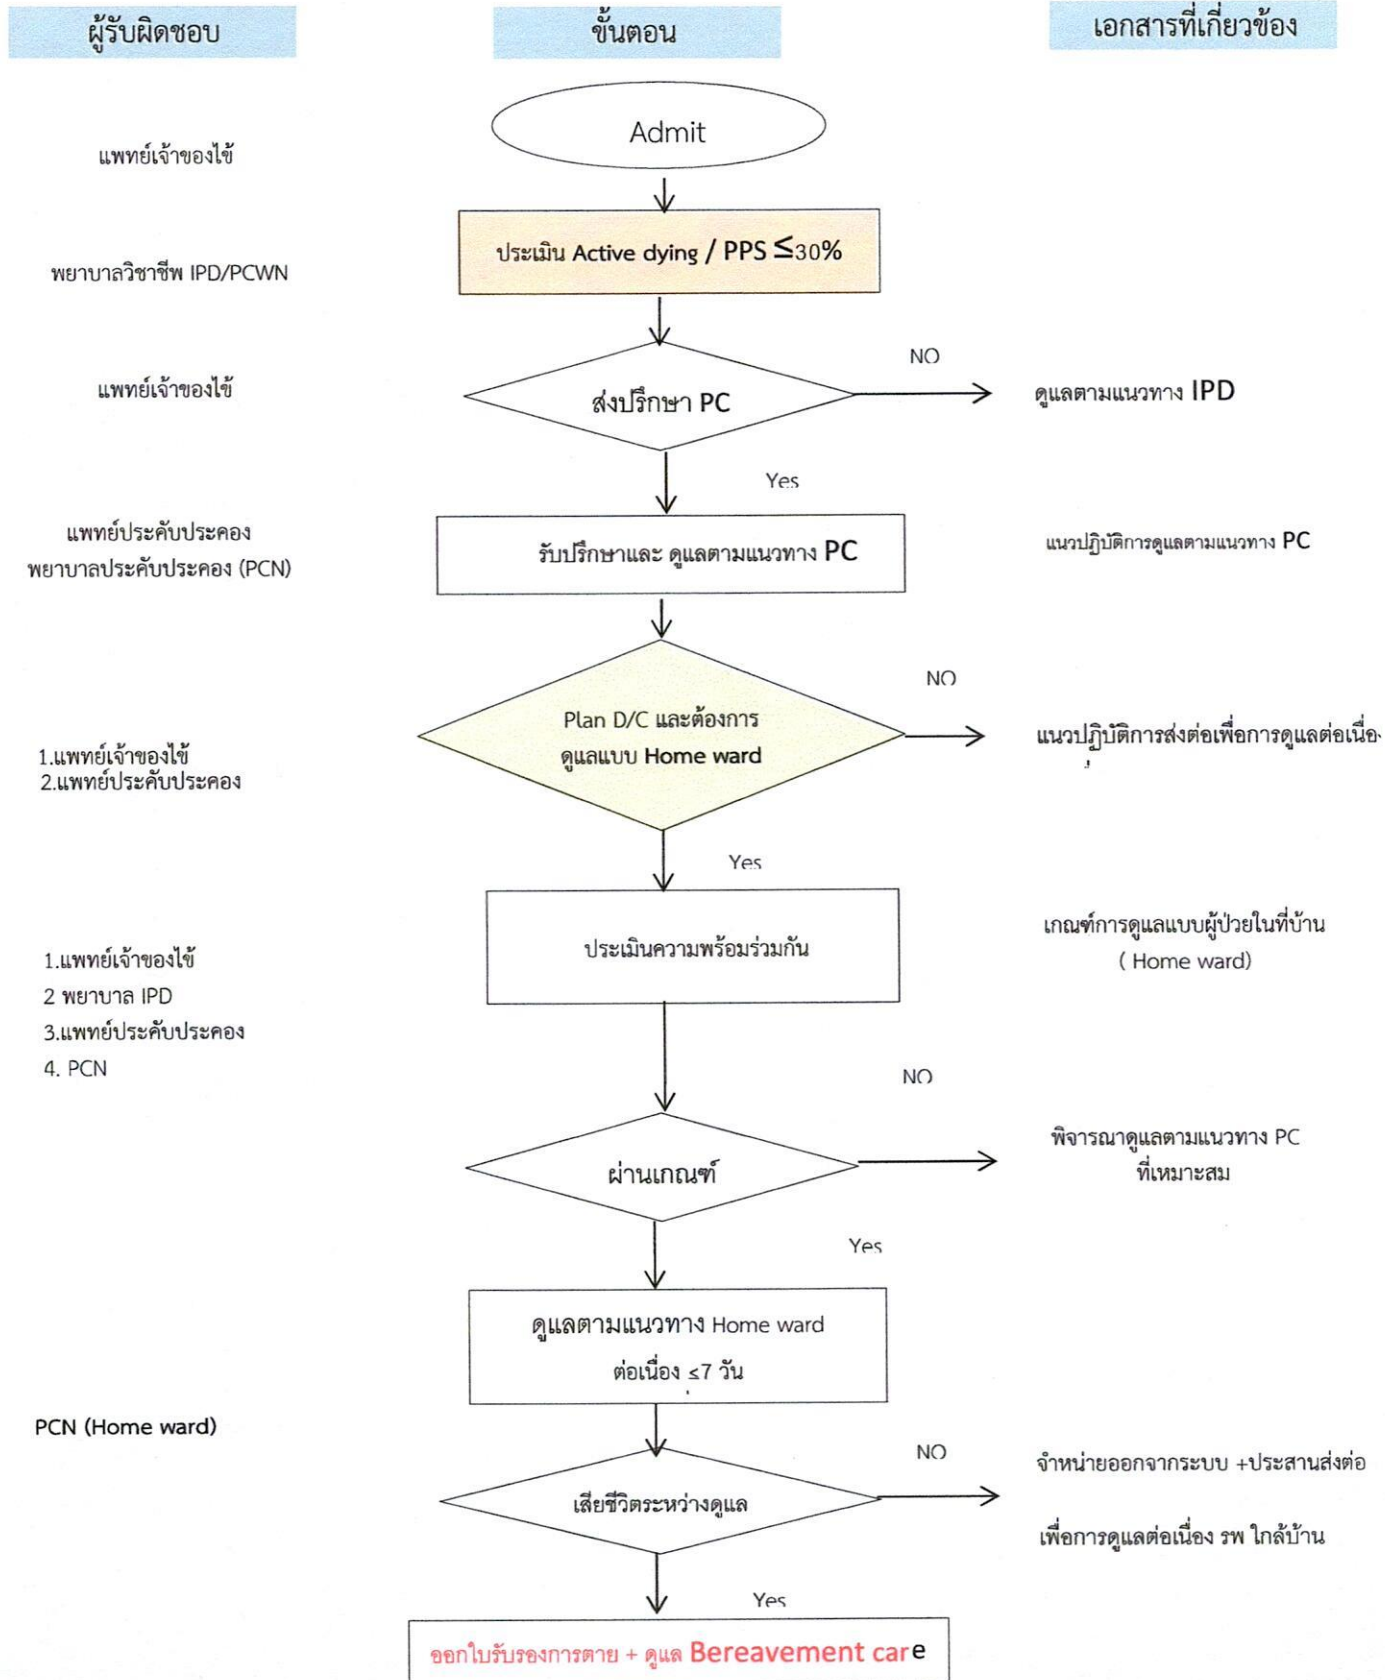 ผู้รับผิดชอบ
ขั้นตอน
เอกสารที่เกี่ยวข้อง
Admit
แพทย์เจ้าของไข้
ประเมิน Active dying / PPS ≤30%
พยาบาลวิชาชีพ IPD/PCWN
NO
แพทย์เจ้าของไข้
ส่งปรึกษา PC
ดูแลตามแนวทาง IPD
Yes
แพทย์ประคับประคอง
พยาบาลประคับประคอง (PCN)
รับปรึกษาและ ดูแลตามแนวทาง PC
แนวปฏิบัติการดูแลตามแนวทาง PC
NO
Plan D/C และต้องการ
ดูแลแบบ Home ward
แนวปฏิบัติการส่งต่อเพื่อการดูแลต่อเนื่อง
1.แพทย์เจ้าของไข้
2.แพทย์ประคับประคอง
Yes
ประเมินความพร้อมร่วมกัน
เกณฑ์การดูแลแบบผู้ป่วยในที่บ้าน
( Home ward)
1.แพทย์เจ้าของไข้
2 พยาบาล IPD
3.แพทย์ประคับประคอง
4. PCN
NO
ผ่านเกณฑ์
พิจารณาดูแลตามแนวทาง PC
ที่เหมาะสม
Yes
ดูแลตามแนวทาง Home ward
ต่อเนื่อง ≤7 วัน
PCN (Home ward)
NO
เสียชีวิตระหว่างดูแล
จำหน่ายออกจากระบบ +ประสานส่งต่อ
เพื่อการดูแลต่อเนื่อง รพ ใกล้บ้าน
Yes
ออกใบรับรองการตาย + ดูแล Bereavement care